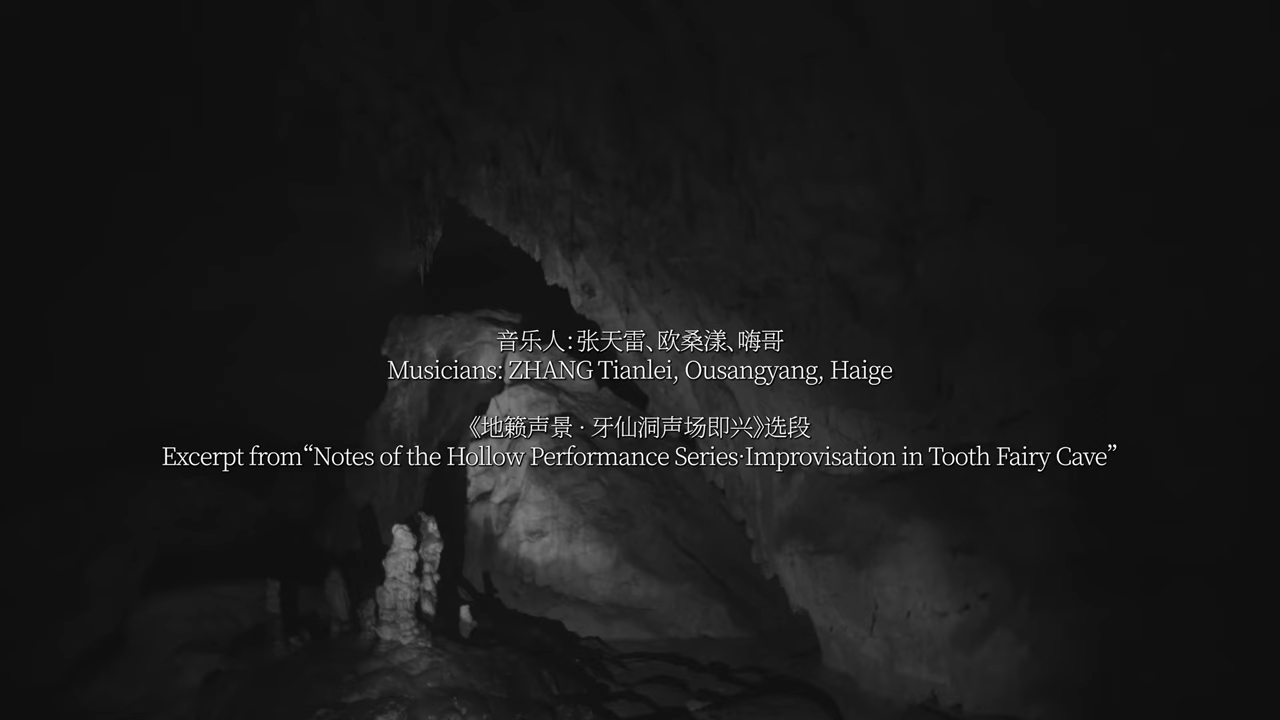 音乐人：张天雷、欧桑漾、嗨哥
Musicians: ZHANG Tianlei, Ousangyang, Haige
《地籁声景 · 牙仙洞声场即兴》选段
Excerpt from“Notes of the Hollow Performance Series·Improvisation in Tooth Fairy Cave”